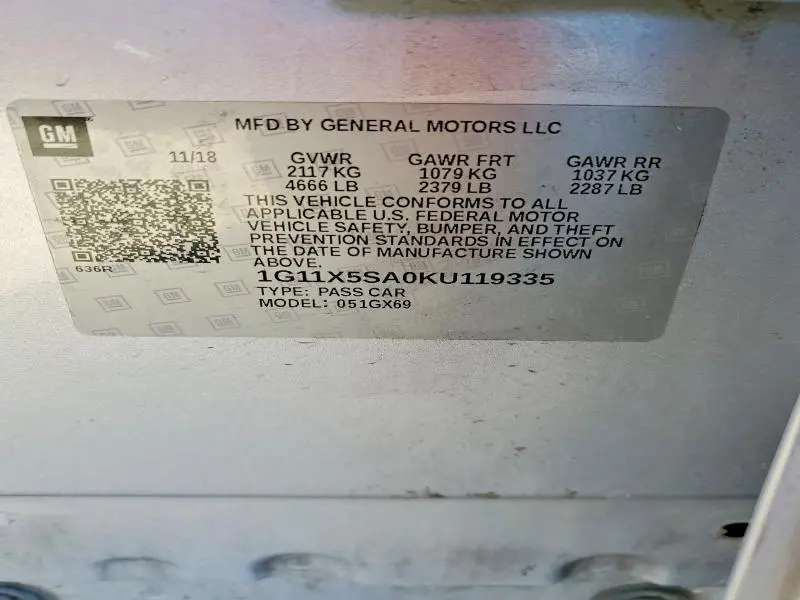 GM
MFD BY GENERAL MOTORS LLC
11/18 GVWR GAWR FRT GAWR RR
2117 KG 1079 KG 1037 KG
4666 LB 2379 LB 2287 LB
THIS VEHICLE CONFORMS TO ALL
APPLICABLE U.S. FEDERAL MOTOR
VEHICLE SAFETY, BUMPER, AND THEFT
PREVENTION STANDARDS IN EFFECT ON
THE DATE OF MANUFACTURE SHOWN
ABOVE.
636R
1G11X5SA0KU119335
TYPE: PASS CAR
MODEL: 051GX69